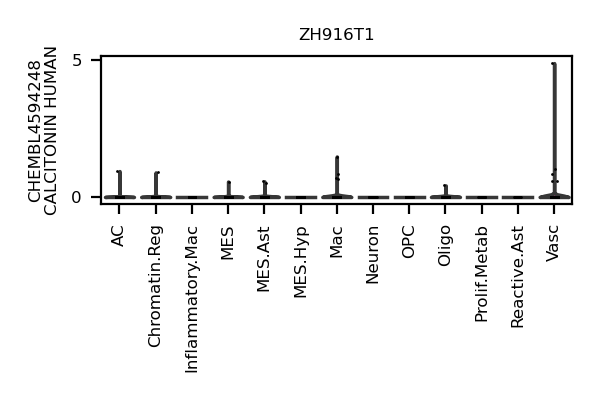 ZH916T1
CHEMBL4594248
CALCITONIN HUMAN
5
0
AC
Chromatin.Reg
Inflammatory.Mac
MES
MES.Ast
MES.Hyp
Mac
Neuron
OPC
Oligo
Prolif.Metab
Reactive.Ast
Vasc